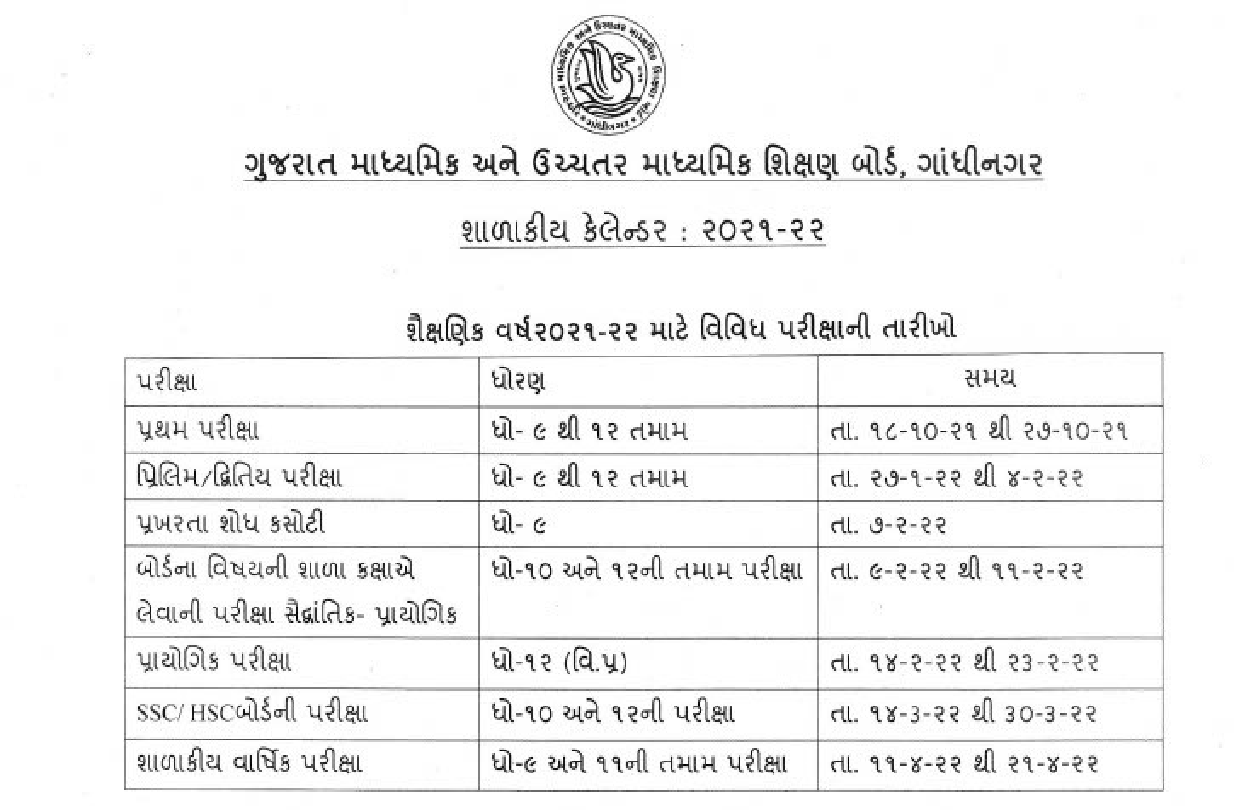 ગુજરાત માધ્યમિક અને ઉચ્ચતર માધ્યમિક શિક્ષણ બોર્ડ, ગાંધીનગર
શાળાકીય કેલેન્ડર : ૨૦૨૧-૨૨
શૈક્ષણિક વર્ષ૨૦૨૧-૨૨ માટે વિવિધ પરીક્ષાની તારીખો
પરીક્ષા ધોરણ સમય
પ્રથમ પરીક્ષા ધો- ૯ થી ૧૨ તમામ તા. ૧૮-૧૦-૨૧ થી ૨૭-૧૦-૨૧
પ્રિલિમ/દ્વિતિય પરીક્ષા ધો- ૯ થી ૧૨ તમામ તા. ૨૭-૧-૨૨ થી ૪-૨-૨૨
પ્રખરતા શોધ કસોટી ધો- ૯ તા. ૭-૨-૨૨
બોર્ડના વિષયની શાળા કક્ષાએ ધો-૧૦ અને ૧૨ની તમામ પરીક્ષા તા. ૯-૨-૨૨ થી ૧૧-૨-૨૨
લેવાની પરીક્ષા સૈદ્ધાંતિક- પ્રાયોગિક
પ્રાયોગિક પરીક્ષા ધો-૧૨ (વિ.પ્ર) તા. ૧૪-૨-૨૨ થી ૨૩-૨-૨૨
SSC/ HSCબોર્ડની પરીક્ષા ધો-૧૦ અને ૧૨ની પરીક્ષા તા. ૧૪-૩-૨૨ થી ૩૦-૩-૨૨
શાળાકીય વાર્ષિક પરીક્ષા ધો-૯ અને ૧૧ની તમામ પરીક્ષા તા. ૧૧-૪-૨૨ થી ૨૧-૪-૨૨